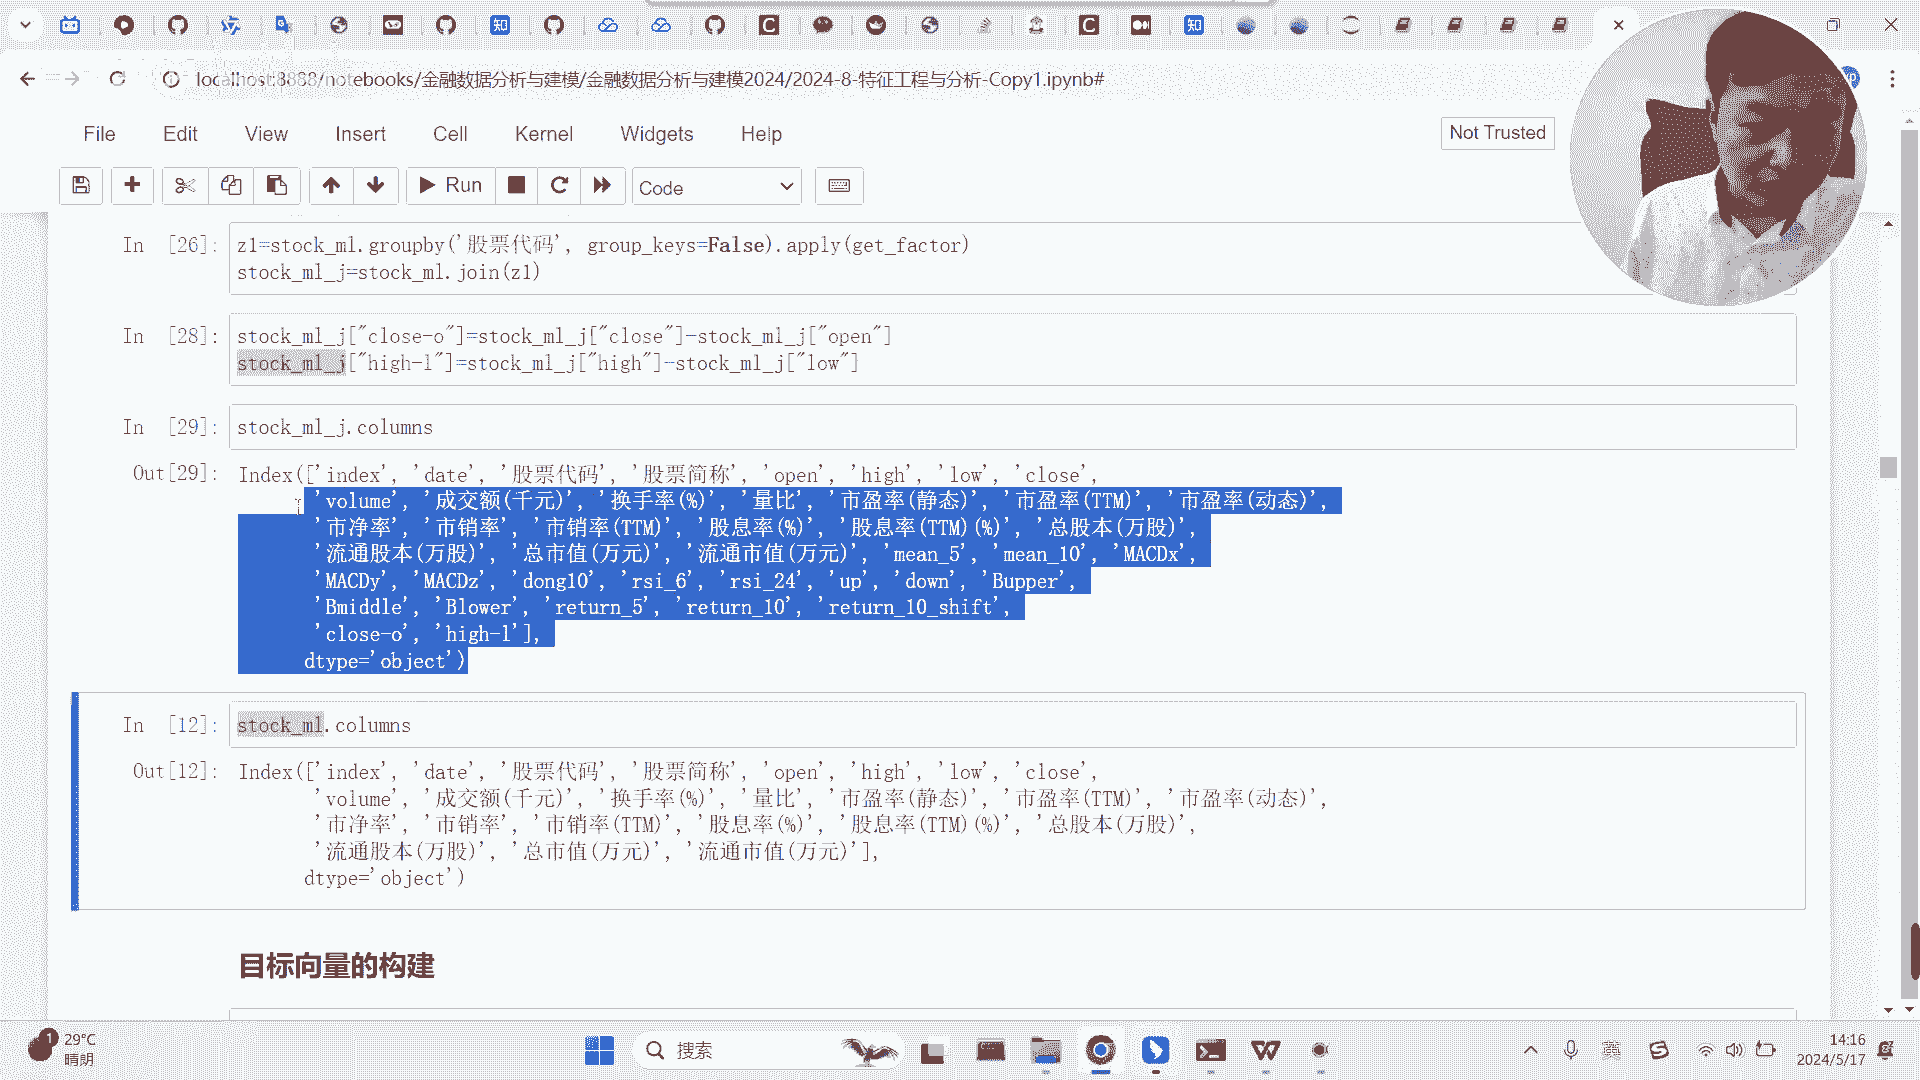 localhost:8888/notebooks/金融数据分析与建模/金融数据分析与建模2024/2024-8-特征工程与分析-Copy1.ipynb#
File Edit View Insert Cell Kernel Widgets Help
Not Trusted
Run
Code
In [26]:
z1=stock_ml.groupby('股票代码', group_keys=False).apply(get_factor)
stock_ml_j=stock_ml.join(z1)
In [28]:
stock_ml_j["close-o"]=stock_ml_j["close"]-stock_ml_j["open"]
stock_ml_j["high-l"]=stock_ml_j["high"]-stock_ml_j["low"]
In [29]:
stock_ml_j.columns
Out[29]:
Index(['index', 'date', '股票代码', '股票简称', 'open', 'high', 'low', 'close',
'volume', '成交额(千元)', '换手率(%)', '量比', '市盈率(静态)', '市盈率(TTM)', '市盈率(动态)',
'市净率', '市销率', '市销率(TTM)', '股息率(%)', '股息率(TTM)(%)', '总股本(万股)',
'流通股本(万股)', '总市值(万元)', '流通市值(万元)', 'mean_5', 'mean_10', 'MACDx',
'MACDy', 'MACDz', 'dong10', 'rsi_6', 'rsi_24', 'up', 'down', 'Bupper',
'Bmiddle', 'Blower', 'return_5', 'return_10', 'return_10_shift',
'close-o', 'high-l'],
dtype='object')
In [12]:
stock_ml.columns
Out[12]:
Index(['index', 'date', '股票代码', '股票简称', 'open', 'high', 'low', 'close',
'volume', '成交额(千元)', '换手率(%)', '量比', '市盈率(静态)', '市盈率(TTM)', '市盈率(动态)',
'市净率', '市销率', '市销率(TTM)', '股息率(%)', '股息率(TTM)(%)', '总股本(万股)',
'流通股本(万股)', '总市值(万元)', '流通市值(万元)'],
dtype='object')
目标向量的构建
1
29°C
晴朗
搜索
英
14:16
2024/5/17